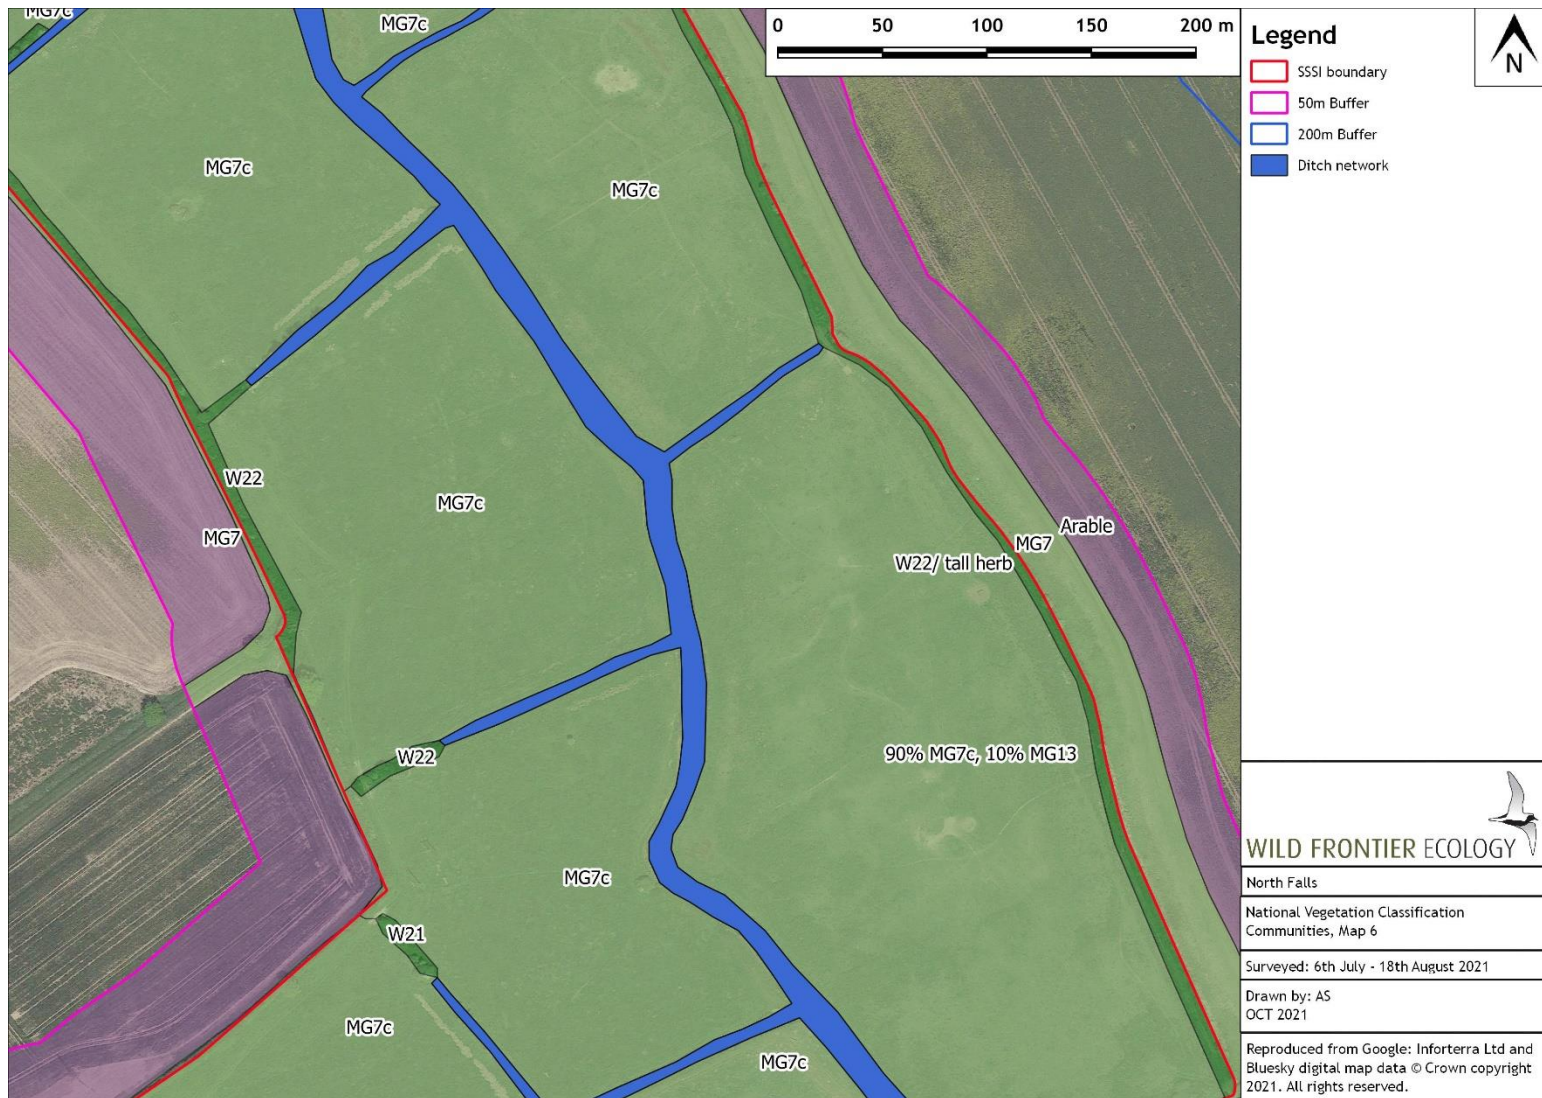 MG7c
MG7c
0 50 100 150 200 m
MG7c
MG7c
W22
MG7c
MG7
Arable
MG7
W22/ tall herb
W22
90% MG7c, 10% MG13
MG7c
W21
MG7c
MG7c
Legend
N
SSSI boundary
50m Buffer
200m Buffer
Ditch network
WILD FRONTIER ECOLOGY
North Falls
National Vegetation Classification
Communities, Map 6
Surveyed: 6th July - 18th August 2021
Drawn by: AS
OCT 2021
Reproduced from Google: Inforterra Ltd and
Bluesky digital map data © Crown copyright
2021. All rights reserved.